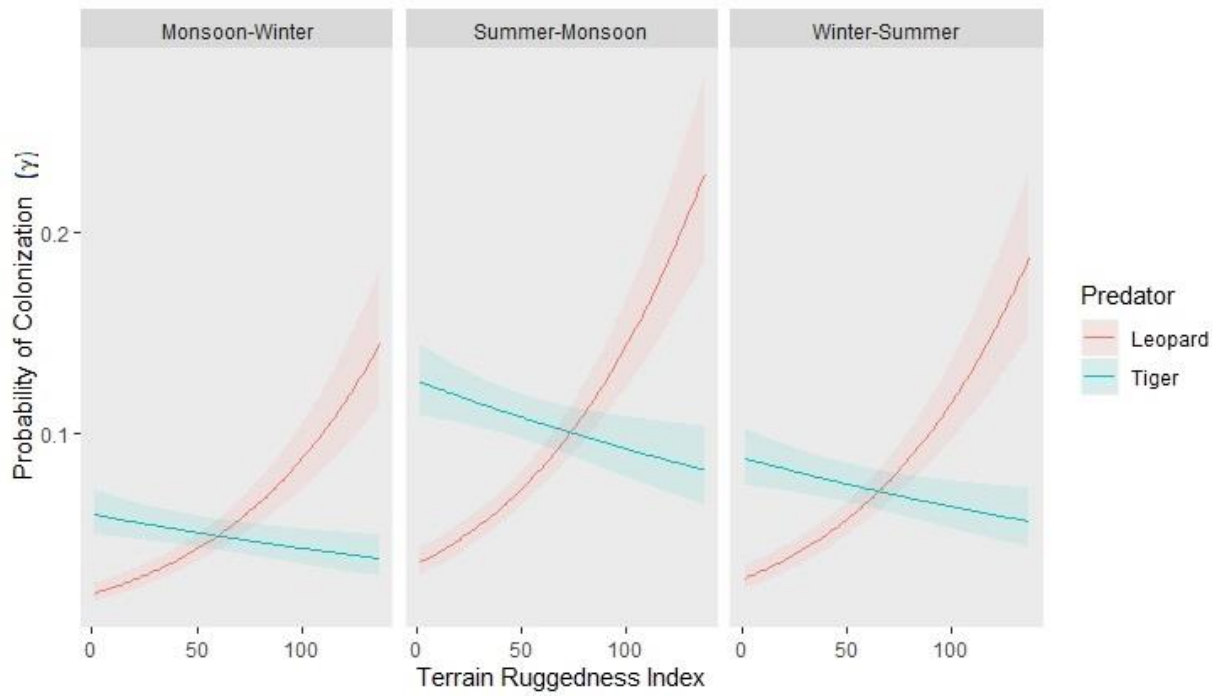 Monsoon-Winter Summer-Monsoon Winter-Summer
Probability of Colonization (γ)
0.2
0.1
0 50 100 0 50 100 0 50 100
Terrain Ruggedness Index
Predator
Leopard
Tiger